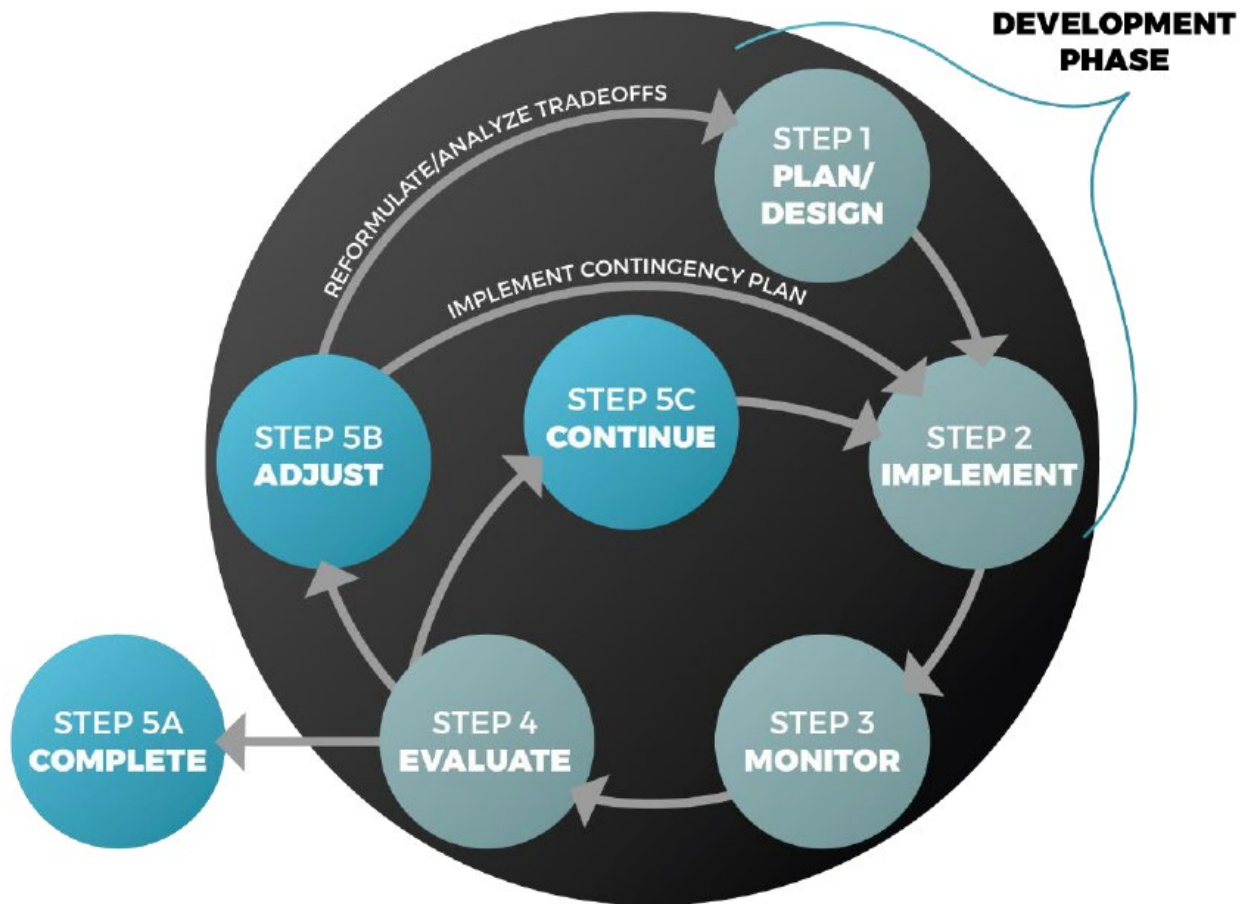 DEVELOPMENT
PHASE
REFORMULATE/ANALYZE TRADEOFFS
STEP 1
PLAN/
DESIGN
IMPLEMENT CONTINGENCY PLAN
STEP 5B
ADJUST
STEP 5C
CONTINUE
STEP 2
IMPLEMENT
STEP 5A
COMPLETE
STEP 4
EVALUATE
STEP 3
MONITOR